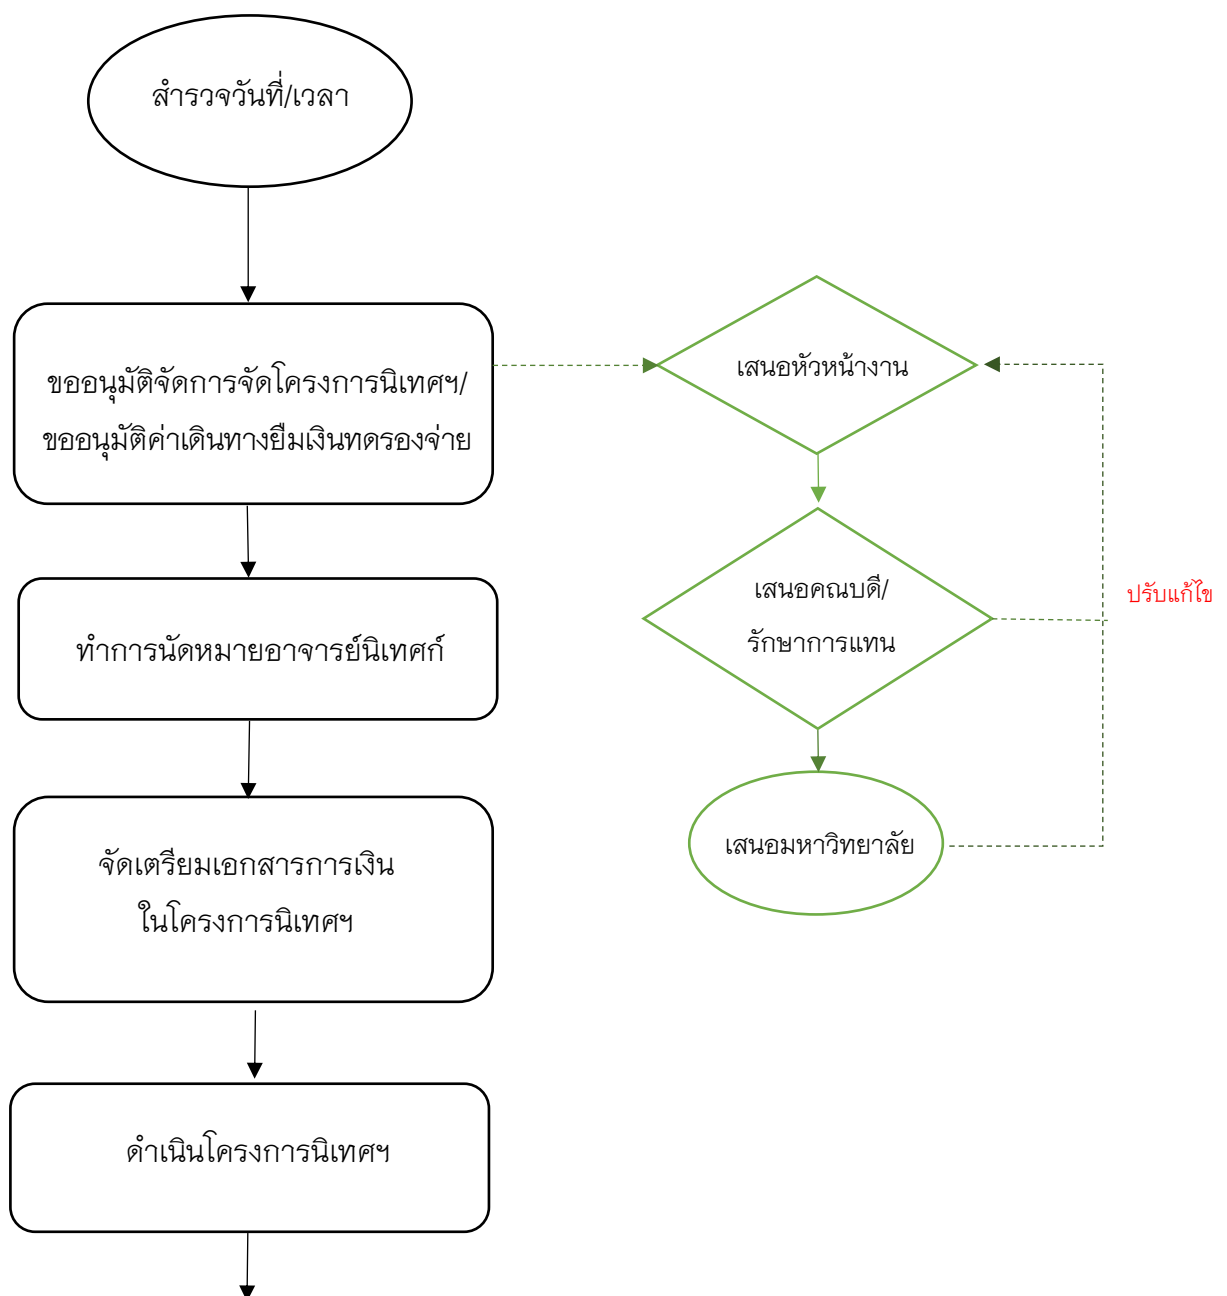 สำรวจวันที่/เวลา
ขออนุมัติจัดการจัดโครงการนิเทศฯ/
ขออนุมัติค่าเดินทางยืมเงินทดรองจ่าย
ทำการนัดหมายอาจารย์นิเทศก์
จัดเตรียมเอกสารการเงิน
ในโครงการนิเทศฯ
ดำเนินโครงการนิเทศฯ
เสนอหัวหน้างาน
เสนอคณบดี/
รักษาการแทน
เสนอมหาวิทยาลัย
ปรับแก้ไข